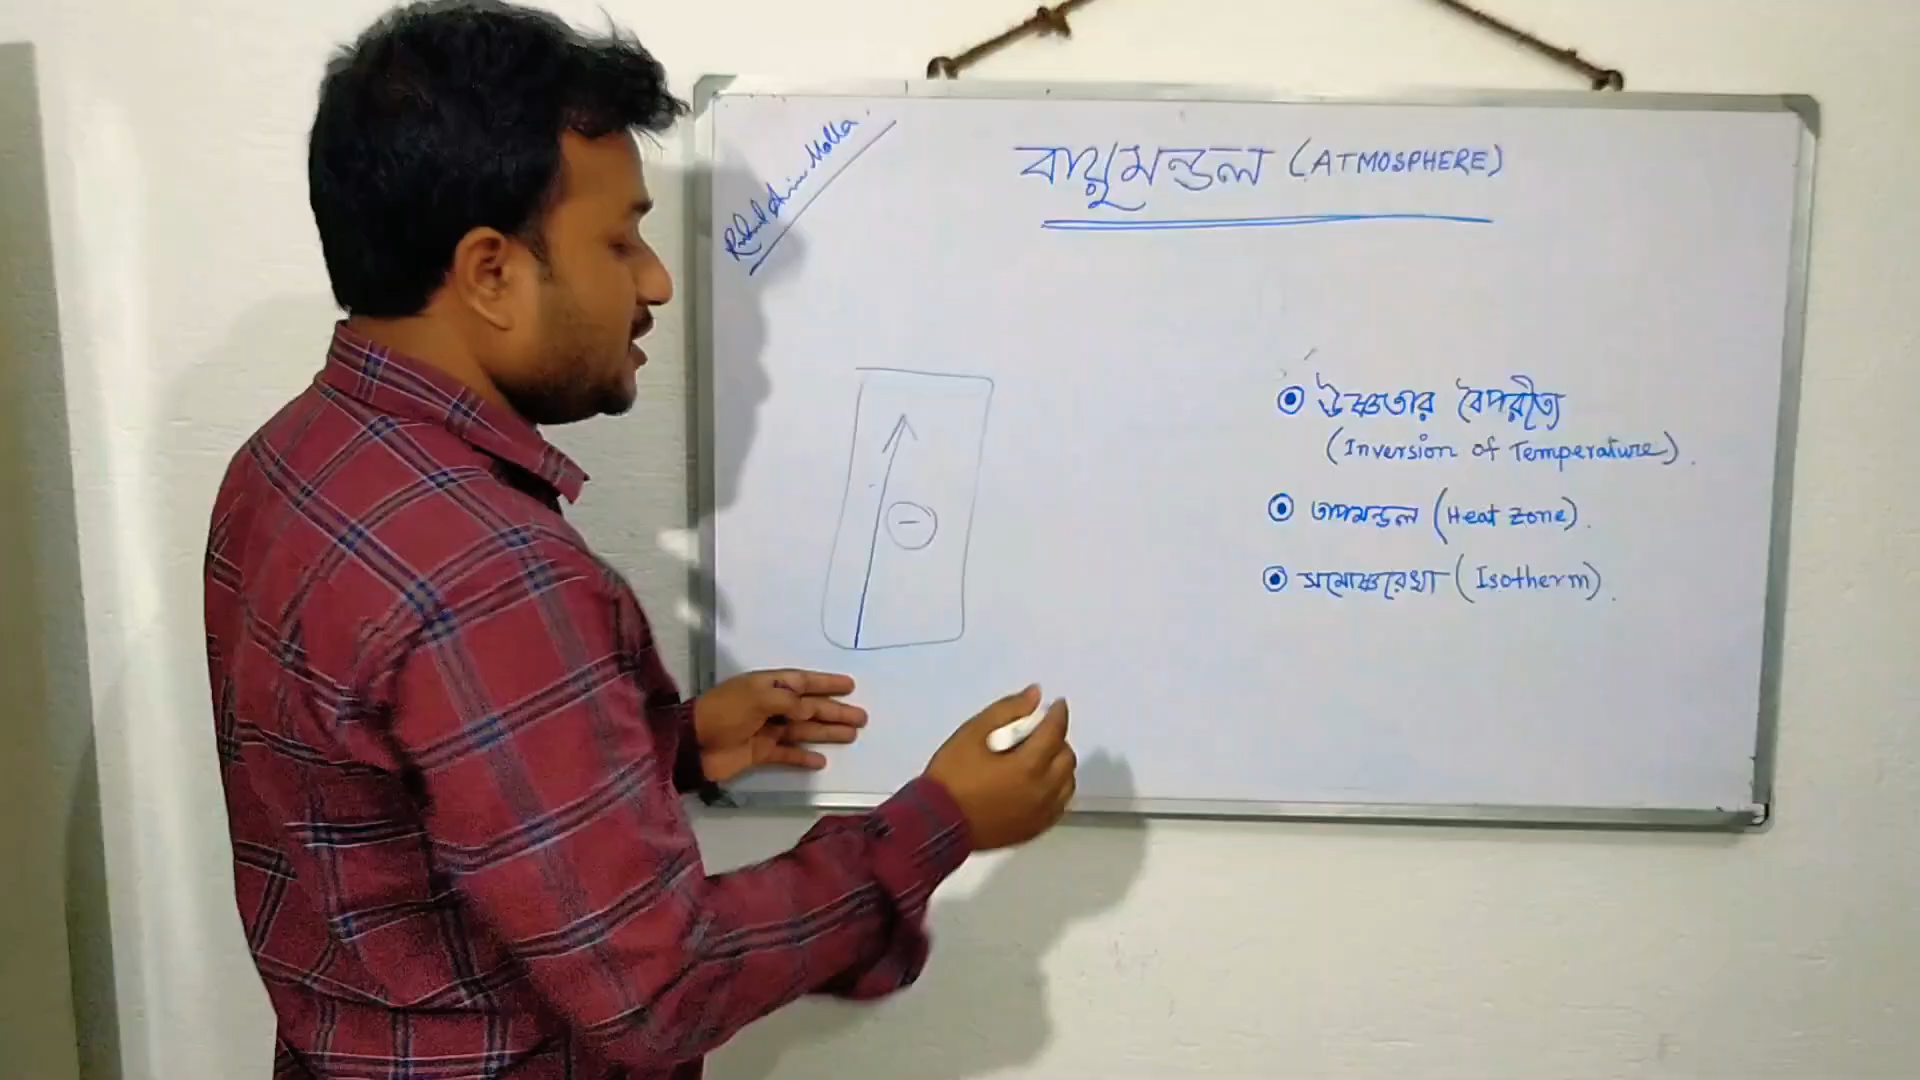 বায়ুমন্ডল (ATMOSPHERE)
উষ্ণতার বৈপরীত্য
(Inversion of Temperature).
তাপমন্ডল (Heat Zone).
সমোষ্ণরেখা (Isotherm).